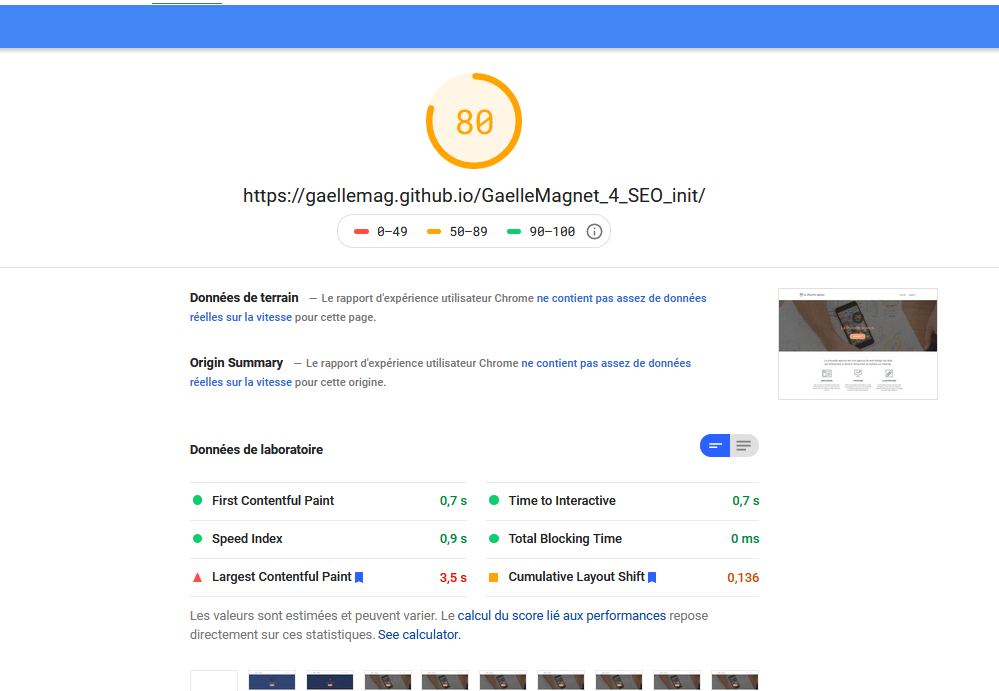 80
https://gaellemag.github.io/GaelleMagnet_4_SEO_init/
0–49 50–89 90–100
Données de terrain — Le rapport d'expérience utilisateur Chrome ne contient pas assez de données
réelles sur la vitesse pour cette page.
Origin Summary — Le rapport d'expérience utilisateur Chrome ne contient pas assez de données
réelles sur la vitesse pour cette origine.
Données de laboratoire
First Contentful Paint 0,7 s
Time to Interactive 0,7 s
Speed Index 0,9 s
Total Blocking Time 0 ms
Largest Contentful Paint 3,5 s
Cumulative Layout Shift 0,136
Les valeurs sont estimées et peuvent varier. Le calcul du score lié aux performances repose
directement sur ces statistiques. See calculator.